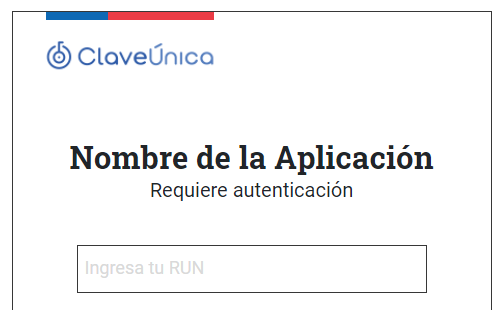 ClaveÚnica
Nombre de la Aplicación
Requiere autenticación
Ingresa tu RUN